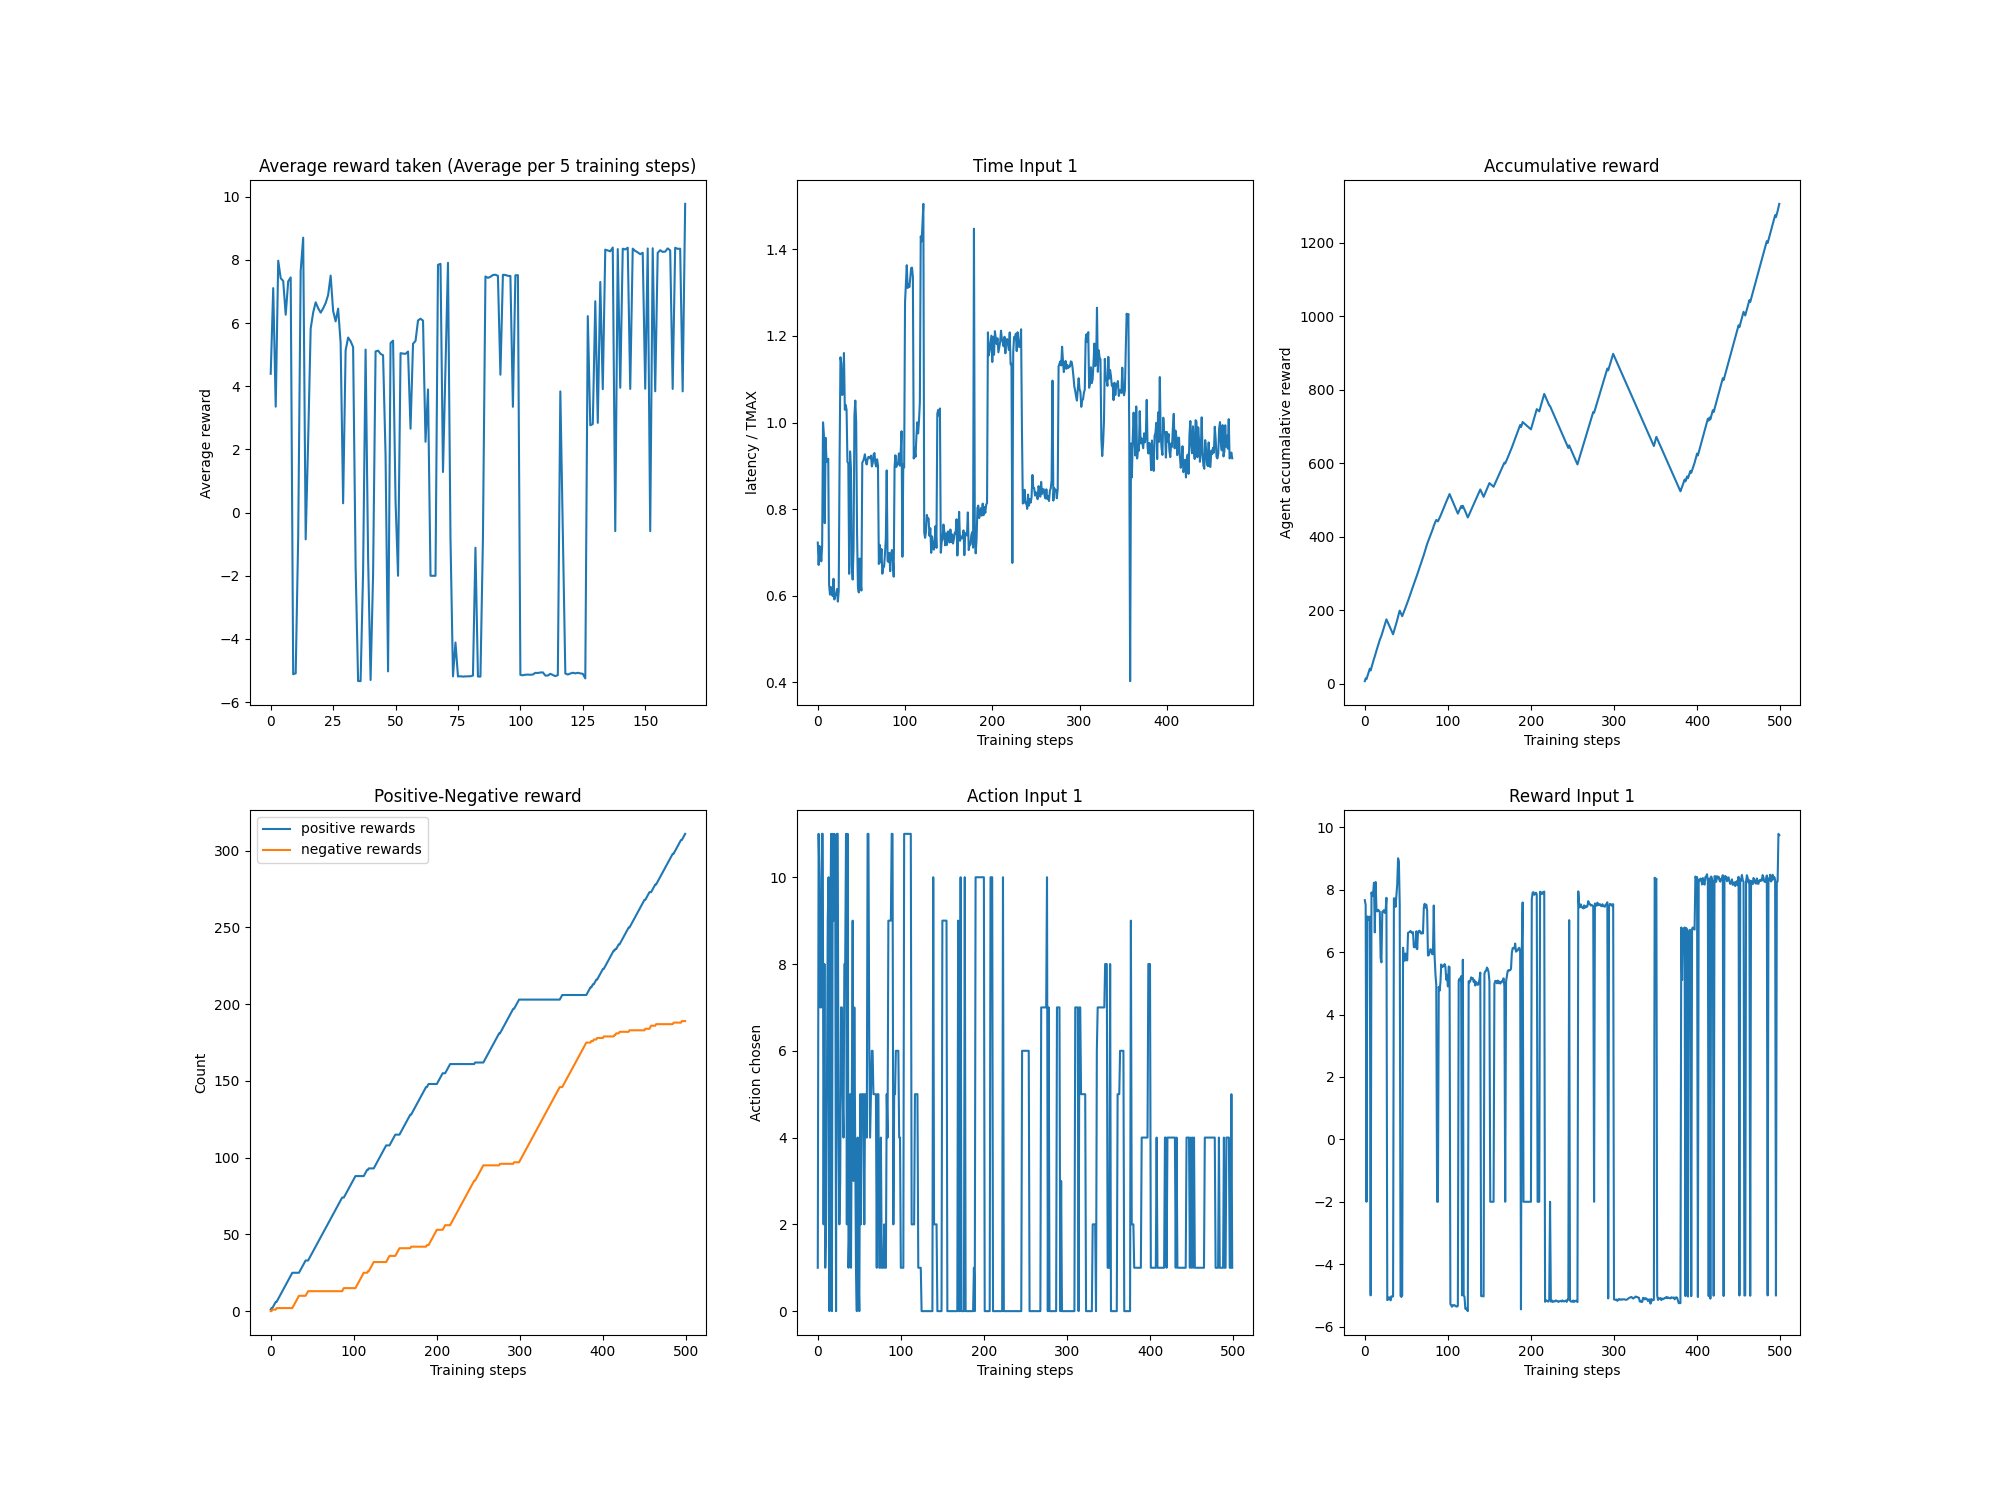 Average reward taken (Average per 5 training steps)
Average reward
10
8
6
4
2
0
−2
−4
−6
0 25 50 75 100 125 150
Time Input 1
latency / TMAX
1.4
1.2
1.0
0.8
0.6
0.4
0 100 200 300 400
Training steps
Accumulative reward
Agent accumalative reward
1200
1000
800
600
400
200
0
0 100 200 300 400 500
Training steps
Positive-Negative reward
positive rewards
negative rewards
Count
300
250
200
150
100
50
0
0 100 200 300 400 500
Training steps
Action Input 1
Action chosen
10
8
6
4
2
0
0 100 200 300 400 500
Training steps
Reward Input 1
10
8
6
4
2
0
−2
−4
−6
0 100 200 300 400 500
Training steps